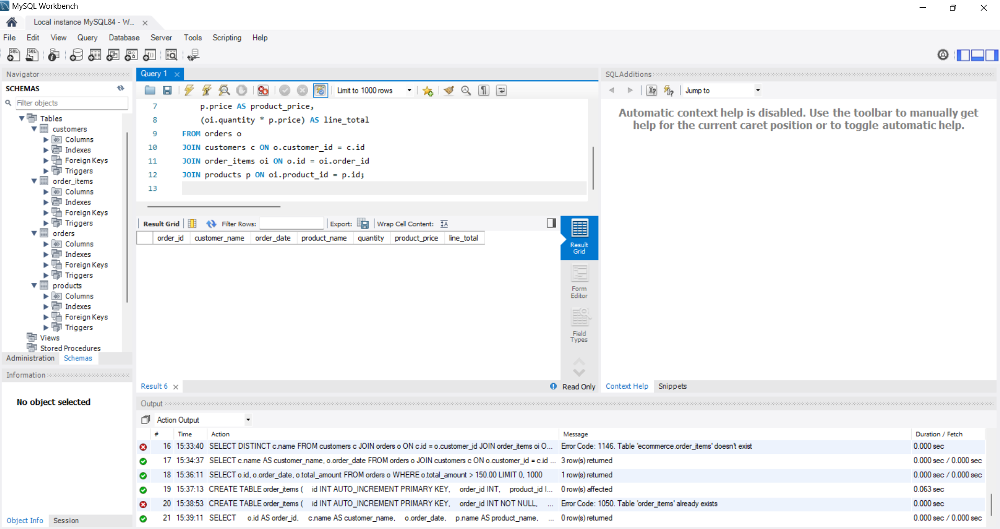 MySQL Workbench
Local instance MySQL84 - W...
File Edit View Query Database Server Tools Scripting Help
Navigator
SCHEMAS
Filter objects
Tables
customers
Columns
Indexes
Foreign Keys
Triggers
order_items
Columns
Indexes
Foreign Keys
Triggers
orders
Columns
Indexes
Foreign Keys
Triggers
products
Columns
Indexes
Foreign Keys
Triggers
Views
Stored Procedures
Administration Schemas
Information
No object selected
Object Info Session
Query 1
Limit to 1000 rows
7 p.price AS product_price,
8 (oi.quantity * p.price) AS line_total
9 FROM orders o
10 JOIN customers c ON o.customer_id = c.id
11 JOIN order_items oi ON o.id = oi.order_id
12 JOIN products p ON oi.product_id = p.id;
13
Result Grid Filter Rows: Export: Wrap Cell Content:
order_id customer_name order_date product_name quantity product_price line_total
Result
Grid
Form
Editor
Field
Types
Result 6 Read Only
SQLAdditions
Jump to
Automatic context help is disabled. Use the toolbar to manually get
help for the current caret position or to toggle automatic help.
Context Help Snippets
Output
Action Output
# Time Action Message Duration / Fetch
16 15:33:40 SELECT DISTINCT c.name FROM customers c JOIN orders o ON c.id = o.customer_id JOIN order_items oi O... Error Code: 1146. Table 'ecommerce.order_items' doesn't exist 0.000 sec
17 15:34:37 SELECT c.name AS customer_name, o.order_date FROM orders o JOIN customers c ON o.customer_id = c.id ... 3 row(s) returned 0.000 sec / 0.000 sec
18 15:36:11 SELECT o.id, o.order_date, o.total_amount FROM orders o WHERE o.total_amount > 150.00 LIMIT 0, 1000 1 row(s) returned 0.000 sec / 0.000 sec
19 15:37:13 CREATE TABLE order_items ( id INT AUTO_INCREMENT PRIMARY KEY, order_id INT, product_id I... 0 row(s) affected 0.063 sec
20 15:38:53 CREATE TABLE order_items ( id INT AUTO_INCREMENT PRIMARY KEY, order_id INT NOT NULL, ... Error Code: 1050. Table 'order_items' already exists 0.000 sec
21 15:39:11 SELECT o.id AS order_id, c.name AS customer_name, o.order_date, p.name AS product_name, ... 0 row(s) returned 0.000 sec / 0.000 sec